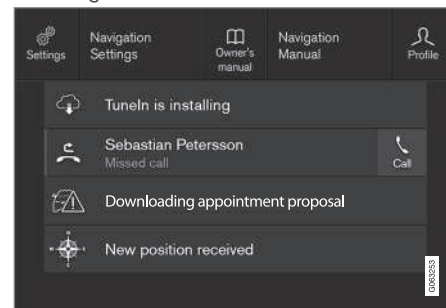 Settings
Navigation Settings
Owner's manual
Navigation Manual
Profile
TuneIn is installing
Sebastian Petersson
Missed call
Call
Downloading appointment proposal
New position received
G063253